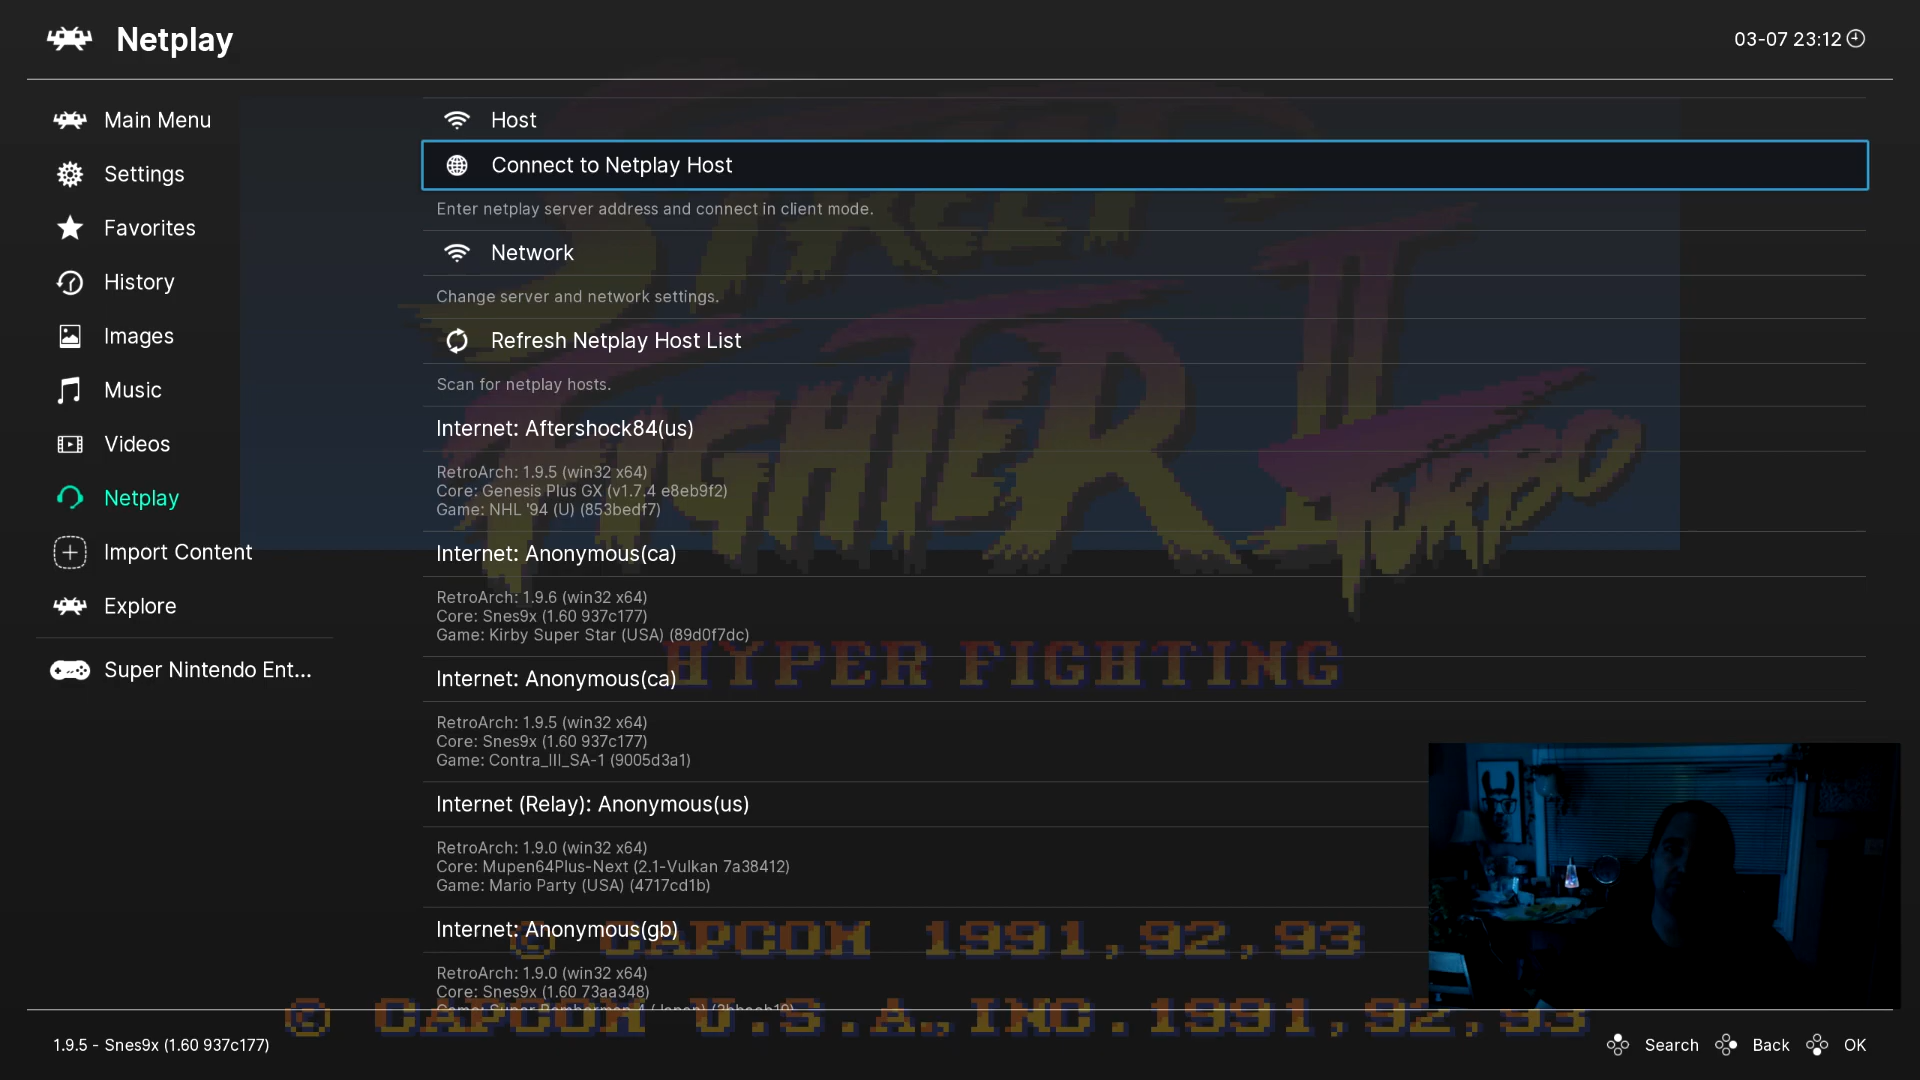 Netplay
03-07 23:12
Main Menu
Settings
Favorites
History
Images
Music
Videos
Netplay
Import Content
Explore
Super Nintendo Ent...
Host
Connect to Netplay Host
Enter netplay server address and connect in client mode.
Network
Change server and network settings.
Refresh Netplay Host List
Scan for netplay hosts.
Internet: Aftershock84(us)
RetroArch: 1.9.5 (win32 x64)
Core: Genesis Plus GX (v1.7.4 e8eb9f2)
Game: NHL '94 (U) (853bedf7)
Internet: Anonymous(ca)
RetroArch: 1.9.6 (win32 x64)
Core: Snes9x (1.60 937c177)
Game: Kirby Super Star (USA) (89d0f7dc)
Internet: Anonymous(ca)
RetroArch: 1.9.5 (win32 x64)
Core: Snes9x (1.60 937c177)
Game: Contra_III_SA-1 (9005d3a1)
Internet (Relay): Anonymous(us)
RetroArch: 1.9.0 (win32 x64)
Core: Mupen64Plus-Next (2.1-Vulkan 7a38412)
Game: Mario Party (USA) (4717cd1b)
Internet: Anonymous(gb)
RetroArch: 1.9.0 (win32 x64)
Core: Snes9x (1.60 73aa348)
STREET
FIGHTER II
TURBO
HYPER FIGHTING
© CAPCOM 1991,92,93
© CAPCOM U.S.A.,INC.1991,92,93
1.9.5 - Snes9x (1.60 937c177)
Search Back OK